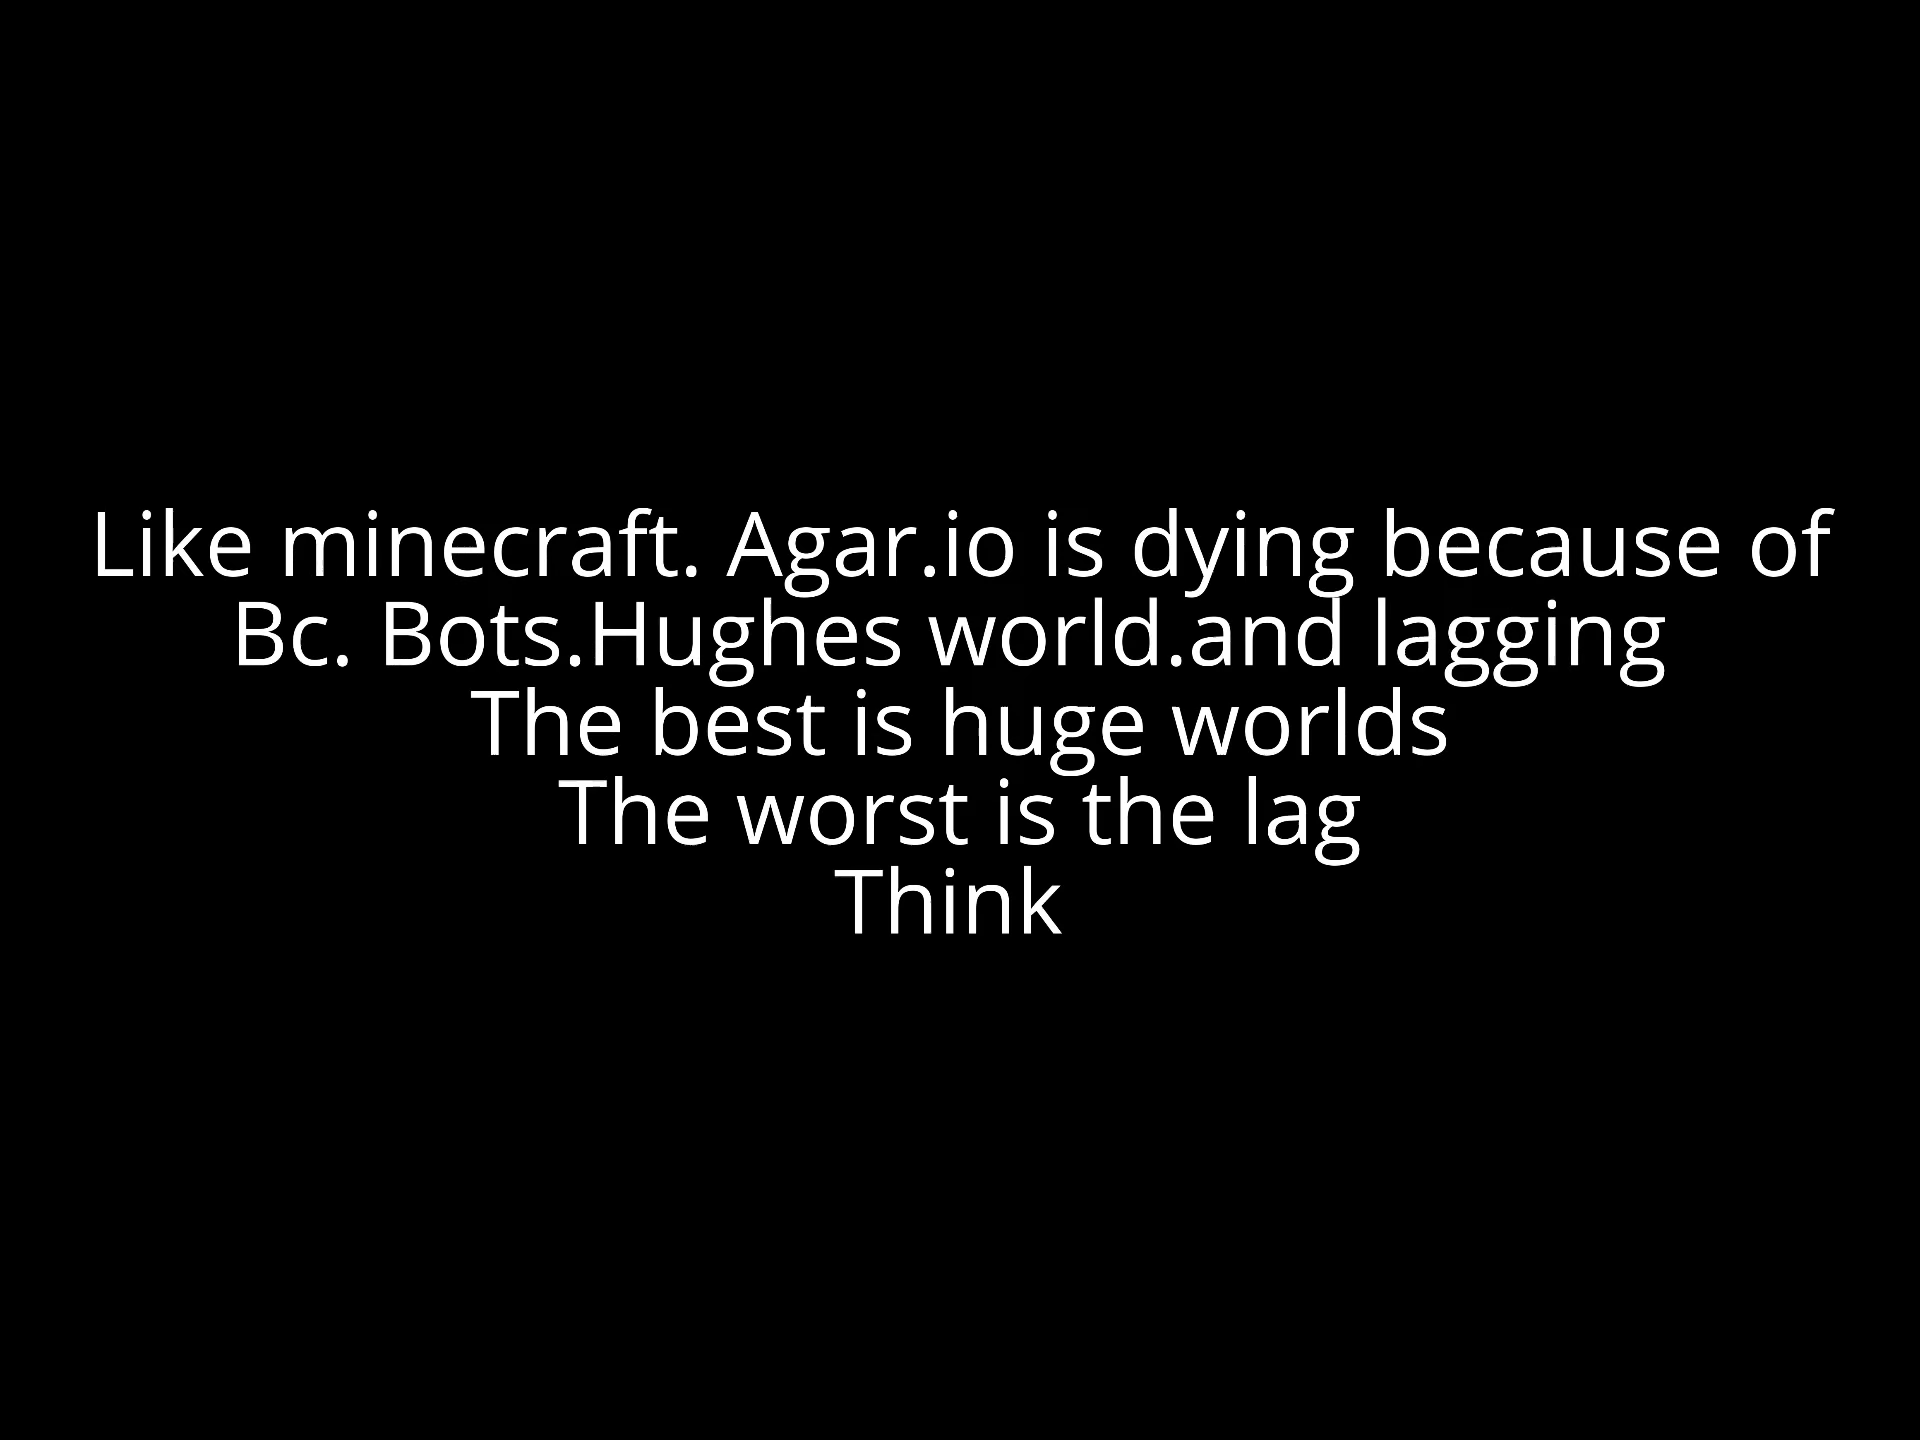 Like minecraft. Agar.io is dying because of
Bc. Bots.Hughes world.and lagging
The best is huge worlds
The worst is the lag
Think